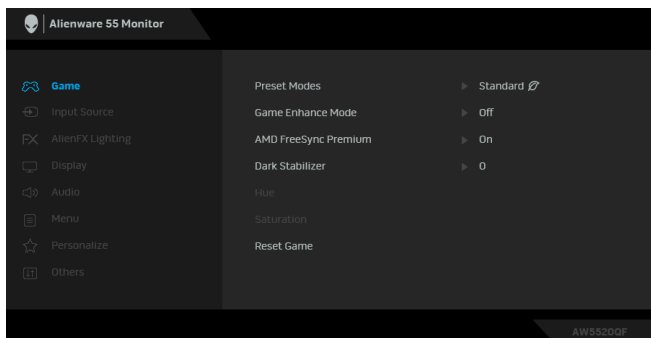 Alienware 55 Monitor
Game
Input Source
AlienFX Lighting
Display
Audio
Menu
Personalize
Others
Preset Modes Standard
Game Enhance Mode Off
AMD FreeSync Premium On
Dark Stabilizer 0
Hue
Saturation
Reset Game
AW5520QF